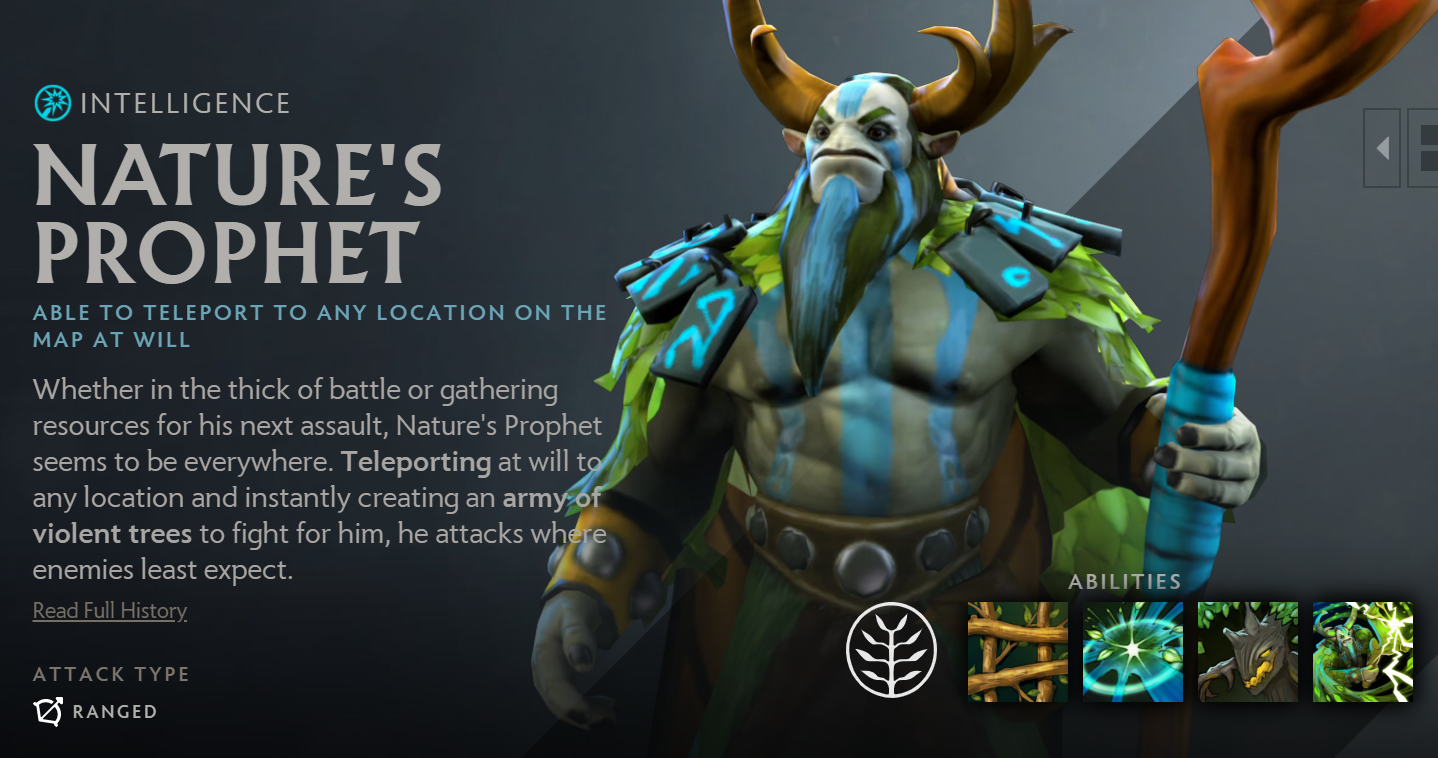 INTELLIGENCE
NATURE'S
PROPHET
ABLE TO TELEPORT TO ANY LOCATION ON THE
MAP AT WILL
Whether in the thick of battle or gathering
resources for his next assault, Nature's Prophet
seems to be everywhere. Teleporting at will to
any location and instantly creating an army of
violent trees to fight for him, he attacks where
enemies least expect.
Read Full History
ATTACK TYPE
RANGED
ABILITIES